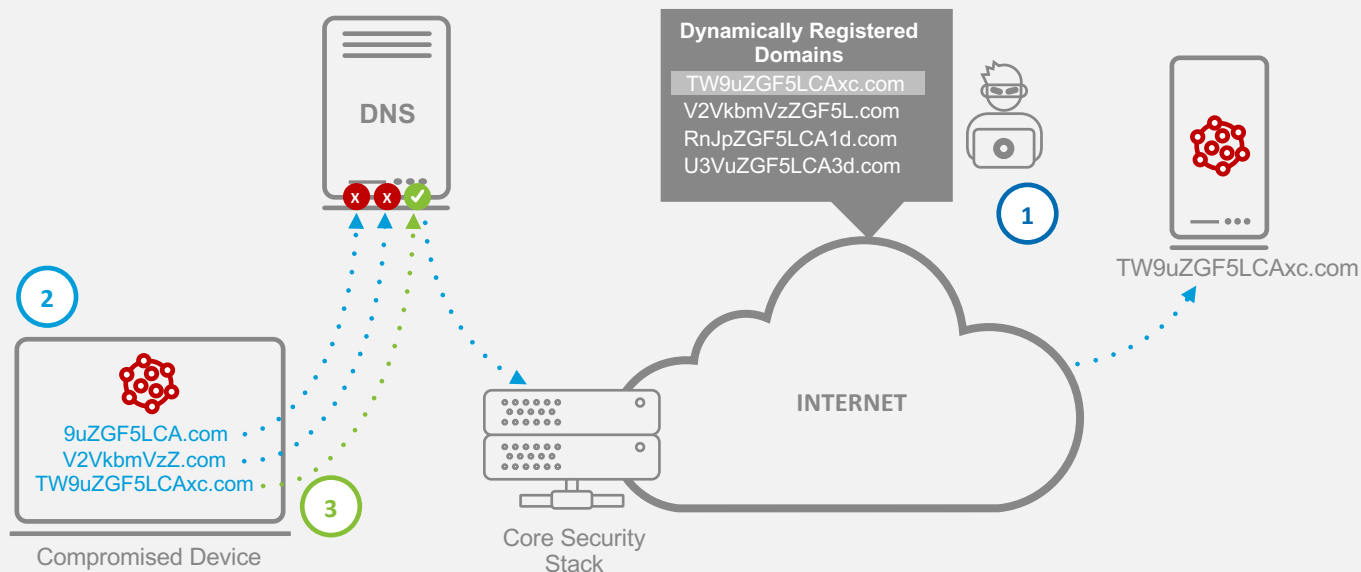 Dynamically Registered
Domains
TW9uZGF5LCAxc.com
V2VkbmVzZGF5L.com
RnJpZGF5LCA1d.com
U3VuZGF5LCA3d.com
DNS
x
x
1
TW9uZGF5LCAxc.com
2
9uZGF5LCA.com
V2VkbmVzZ.com
TW9uZGF5LCAxc.com
3
INTERNET
Core Security
Stack
Compromised Device